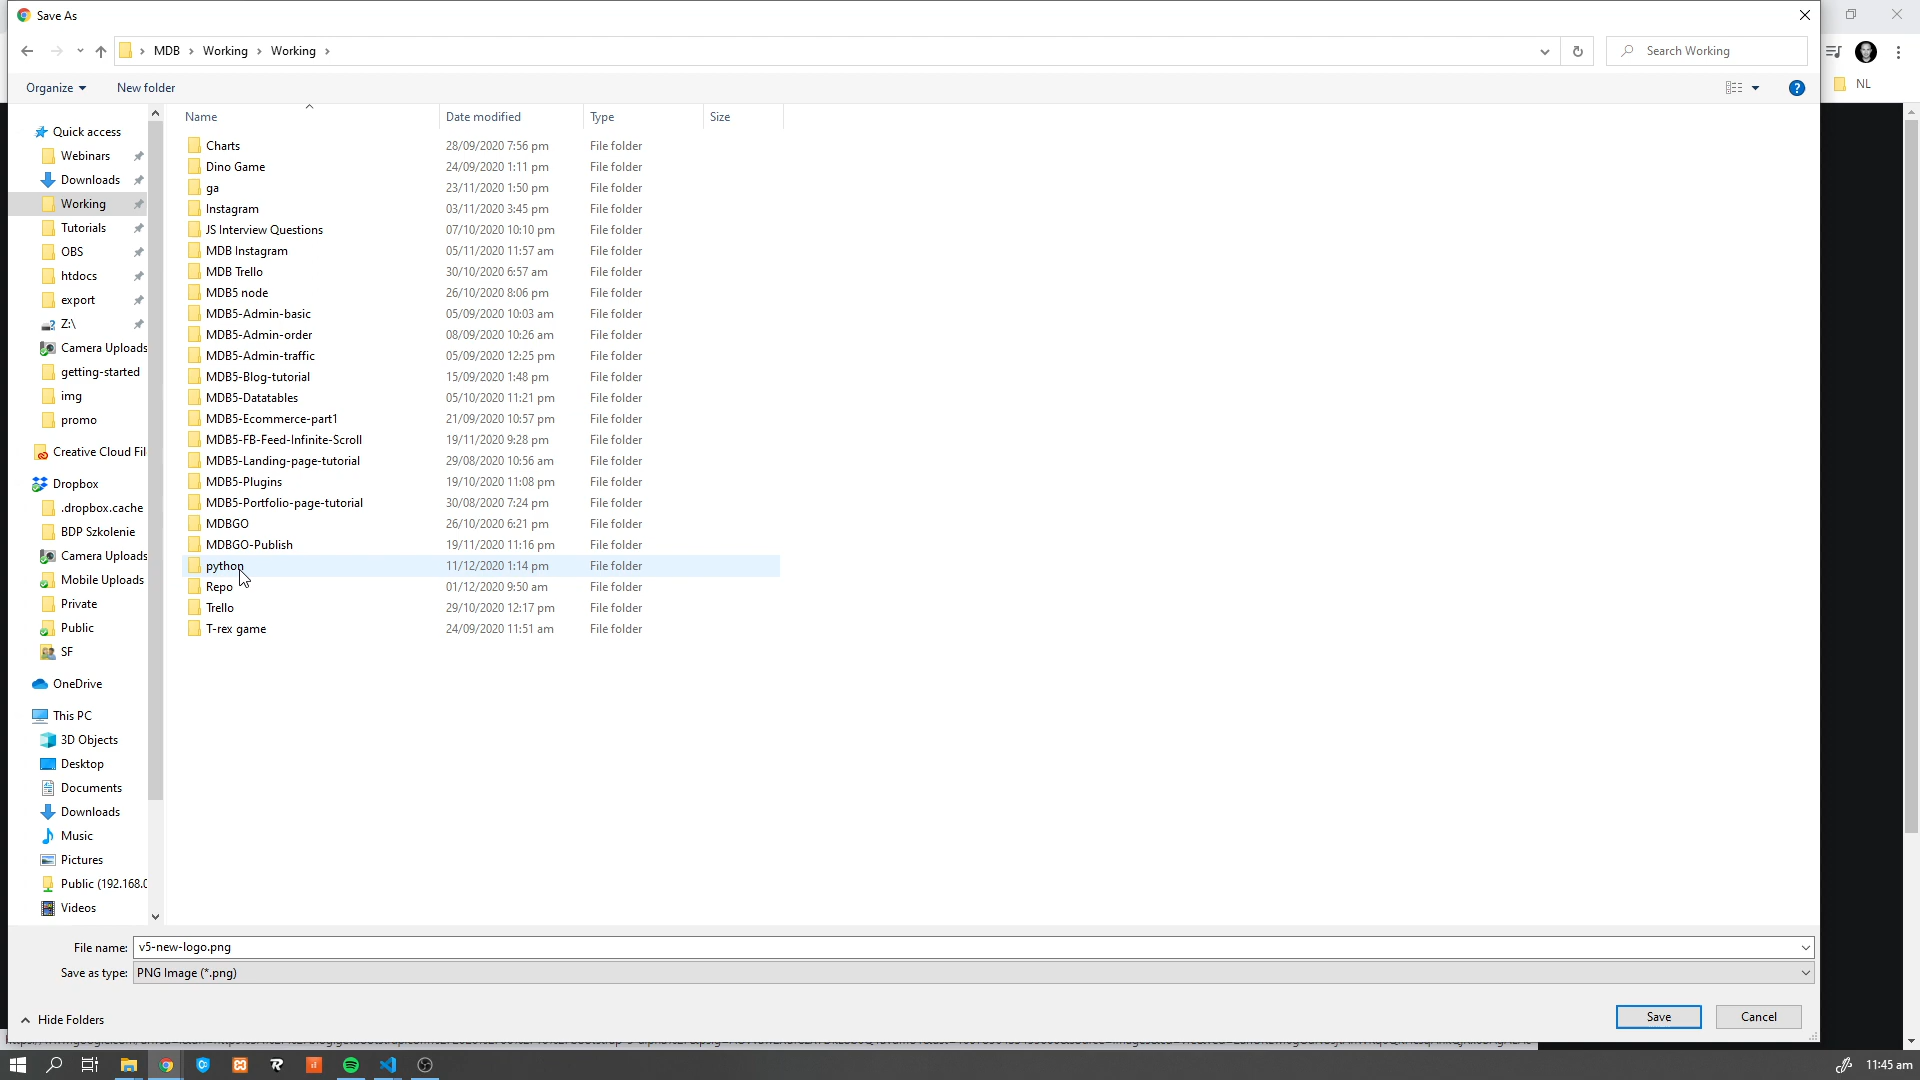 Save As
MDB > Working > Working >
Search Working
NL
Organize
New folder
Name Date modified Type Size
Quick access
Webinars
Downloads
Working
Tutorials
OBS
htdocs
export
Z:\
Camera Uploads
getting-started
img
promo
Creative Cloud Fil
Dropbox
.dropbox.cache
BDP Szkolenie
Camera Uploads
Mobile Uploads
Private
Public
SF
OneDrive
This PC
3D Objects
Desktop
Documents
Downloads
Music
Pictures
Public (192.168.0
Videos
Charts 28/09/2020 7:56 pm File folder
Dino Game 24/09/2020 1:11 pm File folder
ga 23/11/2020 1:50 pm File folder
Instagram 03/11/2020 3:45 pm File folder
JS Interview Questions 07/10/2020 10:10 pm File folder
MDB Instagram 05/11/2020 11:57 am File folder
MDB Trello 30/10/2020 6:57 am File folder
MDB5 node 26/10/2020 8:06 pm File folder
MDB5-Admin-basic 05/09/2020 10:03 am File folder
MDB5-Admin-order 08/09/2020 10:26 am File folder
MDB5-Admin-traffic 05/09/2020 12:25 pm File folder
MDB5-Blog-tutorial 15/09/2020 1:48 pm File folder
MDB5-Datatables 05/10/2020 11:21 pm File folder
MDB5-Ecommerce-part1 21/09/2020 10:57 pm File folder
MDB5-FB-Feed-Infinite-Scroll 19/11/2020 9:28 pm File folder
MDB5-Landing-page-tutorial 29/08/2020 10:56 am File folder
MDB5-Plugins 19/10/2020 11:08 pm File folder
MDB5-Portfolio-page-tutorial 30/08/2020 7:24 pm File folder
MDBGO 26/10/2020 6:21 pm File folder
MDBGO-Publish 19/11/2020 11:16 pm File folder
python 11/12/2020 1:14 pm File folder
Repo 01/12/2020 9:50 am File folder
Trello 29/10/2020 12:17 pm File folder
T-rex game 24/09/2020 11:51 am File folder
File name: v5-new-logo.png
Save as type: PNG Image (*.png)
Hide Folders
Save
Cancel
11:45 am